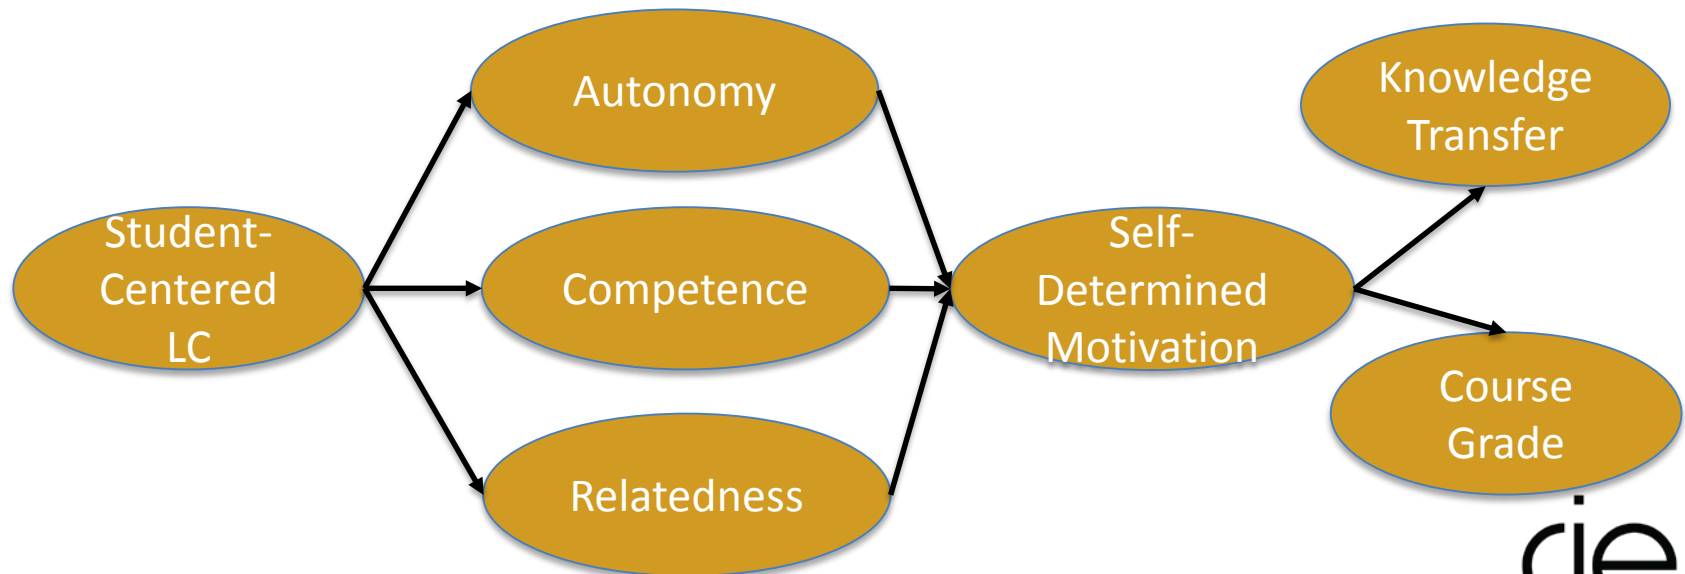 Autonomy
Knowledge
Transfer
Student-
Centered
LC
Competence
Self-
Determined
Motivation
Relatedness
Course
Grade
cie